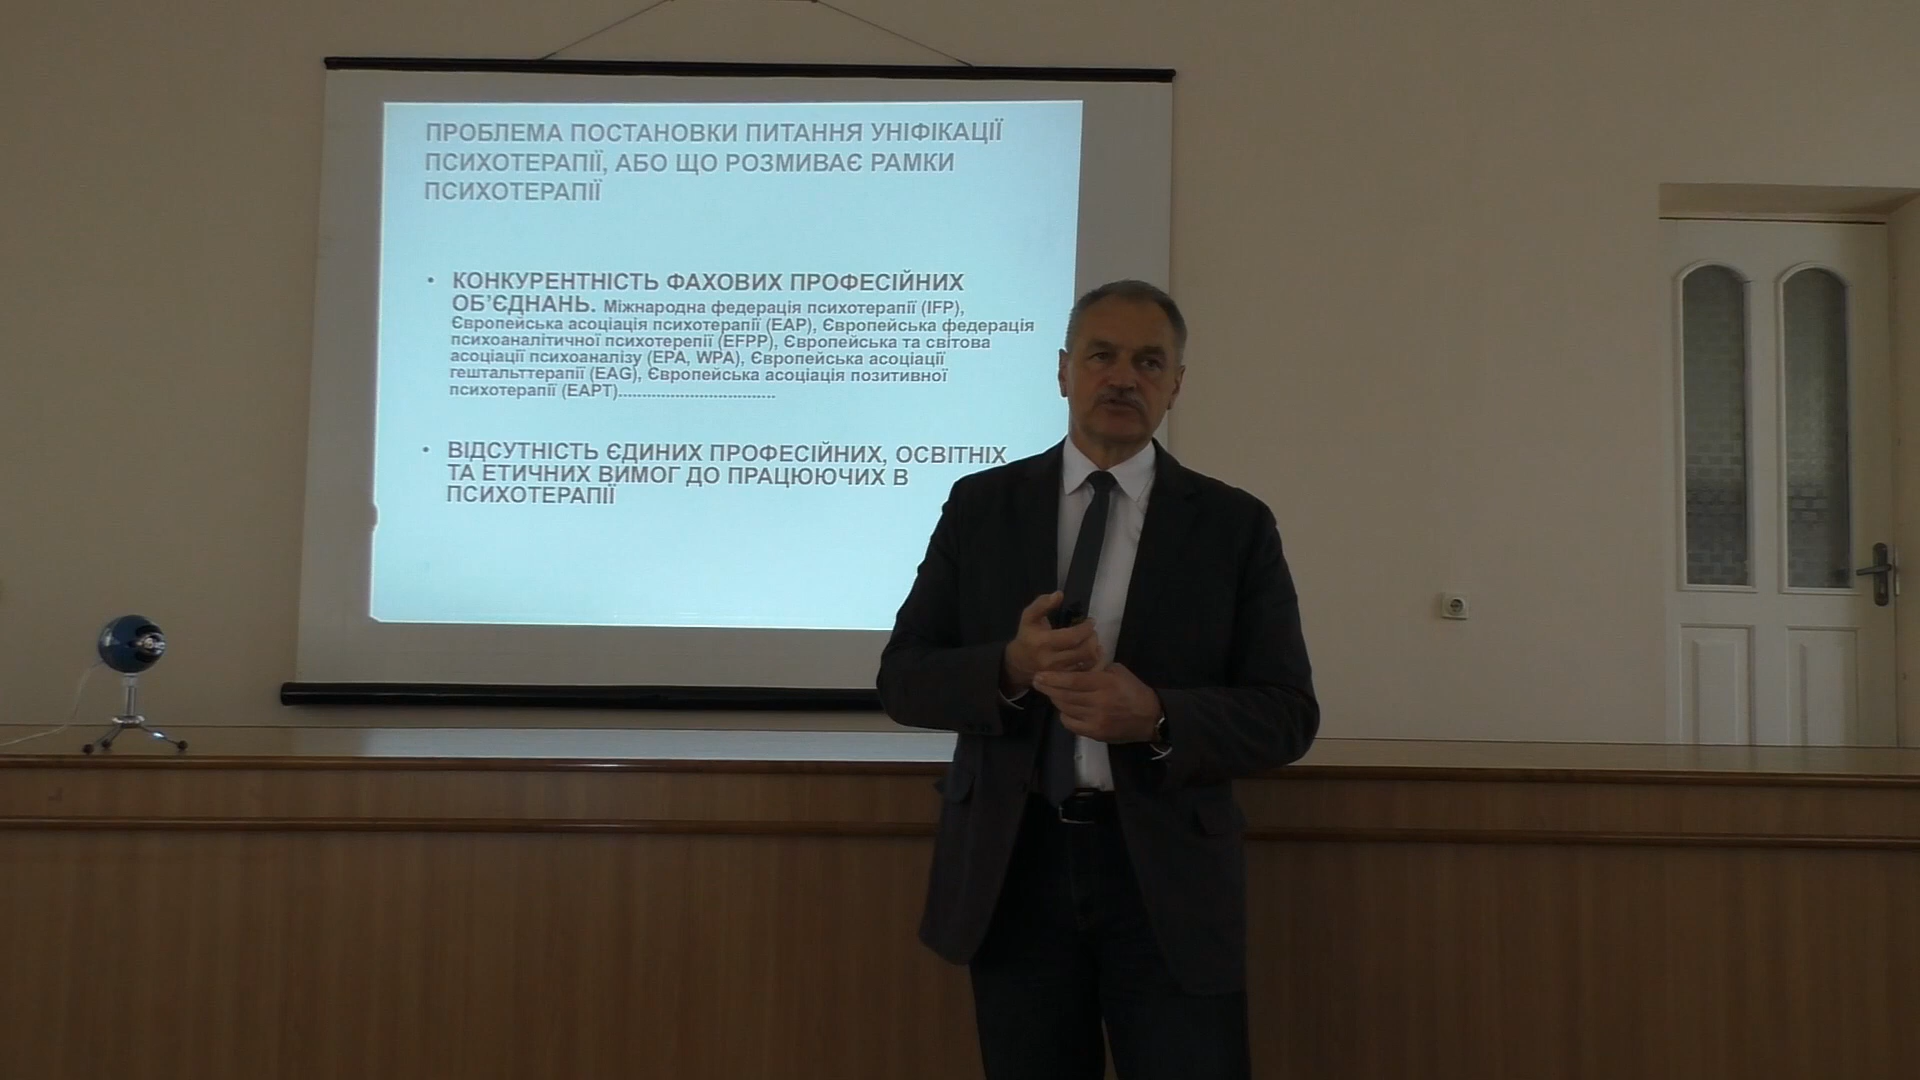 ПРОБЛЕМА ПОСТАНОВКИ ПИТАННЯ УНІФІКАЦІЇ
ПСИХОТЕРАПІЇ, АБО ЩО РОЗМИВАЄ РАМКИ
ПСИХОТЕРАПІЇ
• КОНКУРЕНТНІСТЬ ФАХОВИХ ПРОФЕСІЙНИХ
ОБ’ЄДНАНЬ. Міжнародна федерація психотерапії (IFP),
Європейська асоціація психотерапії (EAP), Європейська федерація
психоаналітичної психотерепії (EFPP), Європейська та світова
асоціації психоаналізу (EPA, WPA), Європейська асоціації
гештальттерапії (EAG), Європейська асоціація позитивної
психотерапії (EAPT)..................................
• ВІДСУТНІСТЬ ЄДИНИХ ПРОФЕСІЙНИХ, ОСВІТНІХ
ТА ЕТИЧНИХ ВИМОГ ДО ПРАЦЮЮЧИХ В
ПСИХОТЕРАПІЇ